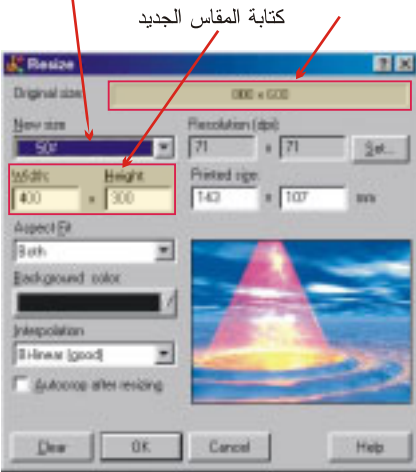 كتابة المقاس الجديد
Resize
Original size: 800 x 600
New size Resolution (dpi)
50% 71 x 71 Set...
Width: Height: Printed size:
400 x 300 143 x 107 mm
Aspect Fit
Both
Background color:
Interpolation
Bi-linear (good)
Autocrop after resizing
Clear OK Cancel Help